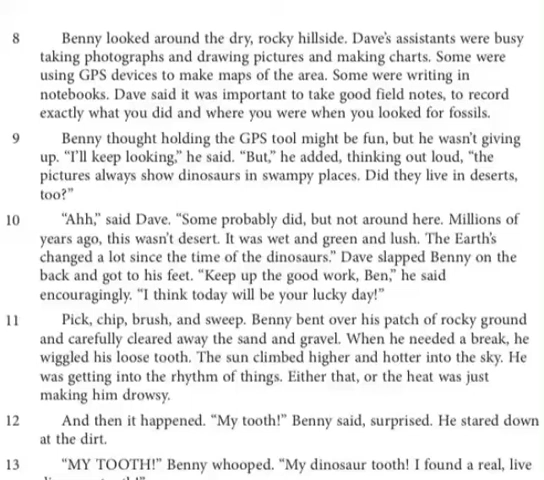 8 Benny looked around the dry, rocky hillside. Dave's assistants were busy
taking photographs and drawing pictures and making charts. Some were
using GPS devices to make maps of the area. Some were writing in
notebooks. Dave said it was important to take good field notes, to record
exactly what you did and where you were when you looked for fossils.
9 Benny thought holding the GPS tool might be fun, but he wasn't giving
up. “I'll keep looking,” he said. “But,” he added, thinking out loud, “the
pictures always show dinosaurs in swampy places. Did they live in deserts,
too?”
10 “Ahh,” said Dave. “Some probably did, but not around here. Millions of
years ago, this wasn't desert. It was wet and green and lush. The Earth's
changed a lot since the time of the dinosaurs.” Dave slapped Benny on the
back and got to his feet. “Keep up the good work, Ben,” he said
encouragingly. “I think today will be your lucky day!”
11 Pick, chip, brush, and sweep. Benny bent over his patch of rocky ground
and carefully cleared away the sand and gravel. When he needed a break, he
wiggled his loose tooth. The sun climbed higher and hotter into the sky. He
was getting into the rhythm of things. Either that, or the heat was just
making him drowsy.
12 And then it happened. “My tooth!” Benny said, surprised. He stared down
at the dirt.
13 “MY TOOTH!” Benny whooped. “My dinosaur tooth! I found a real, live